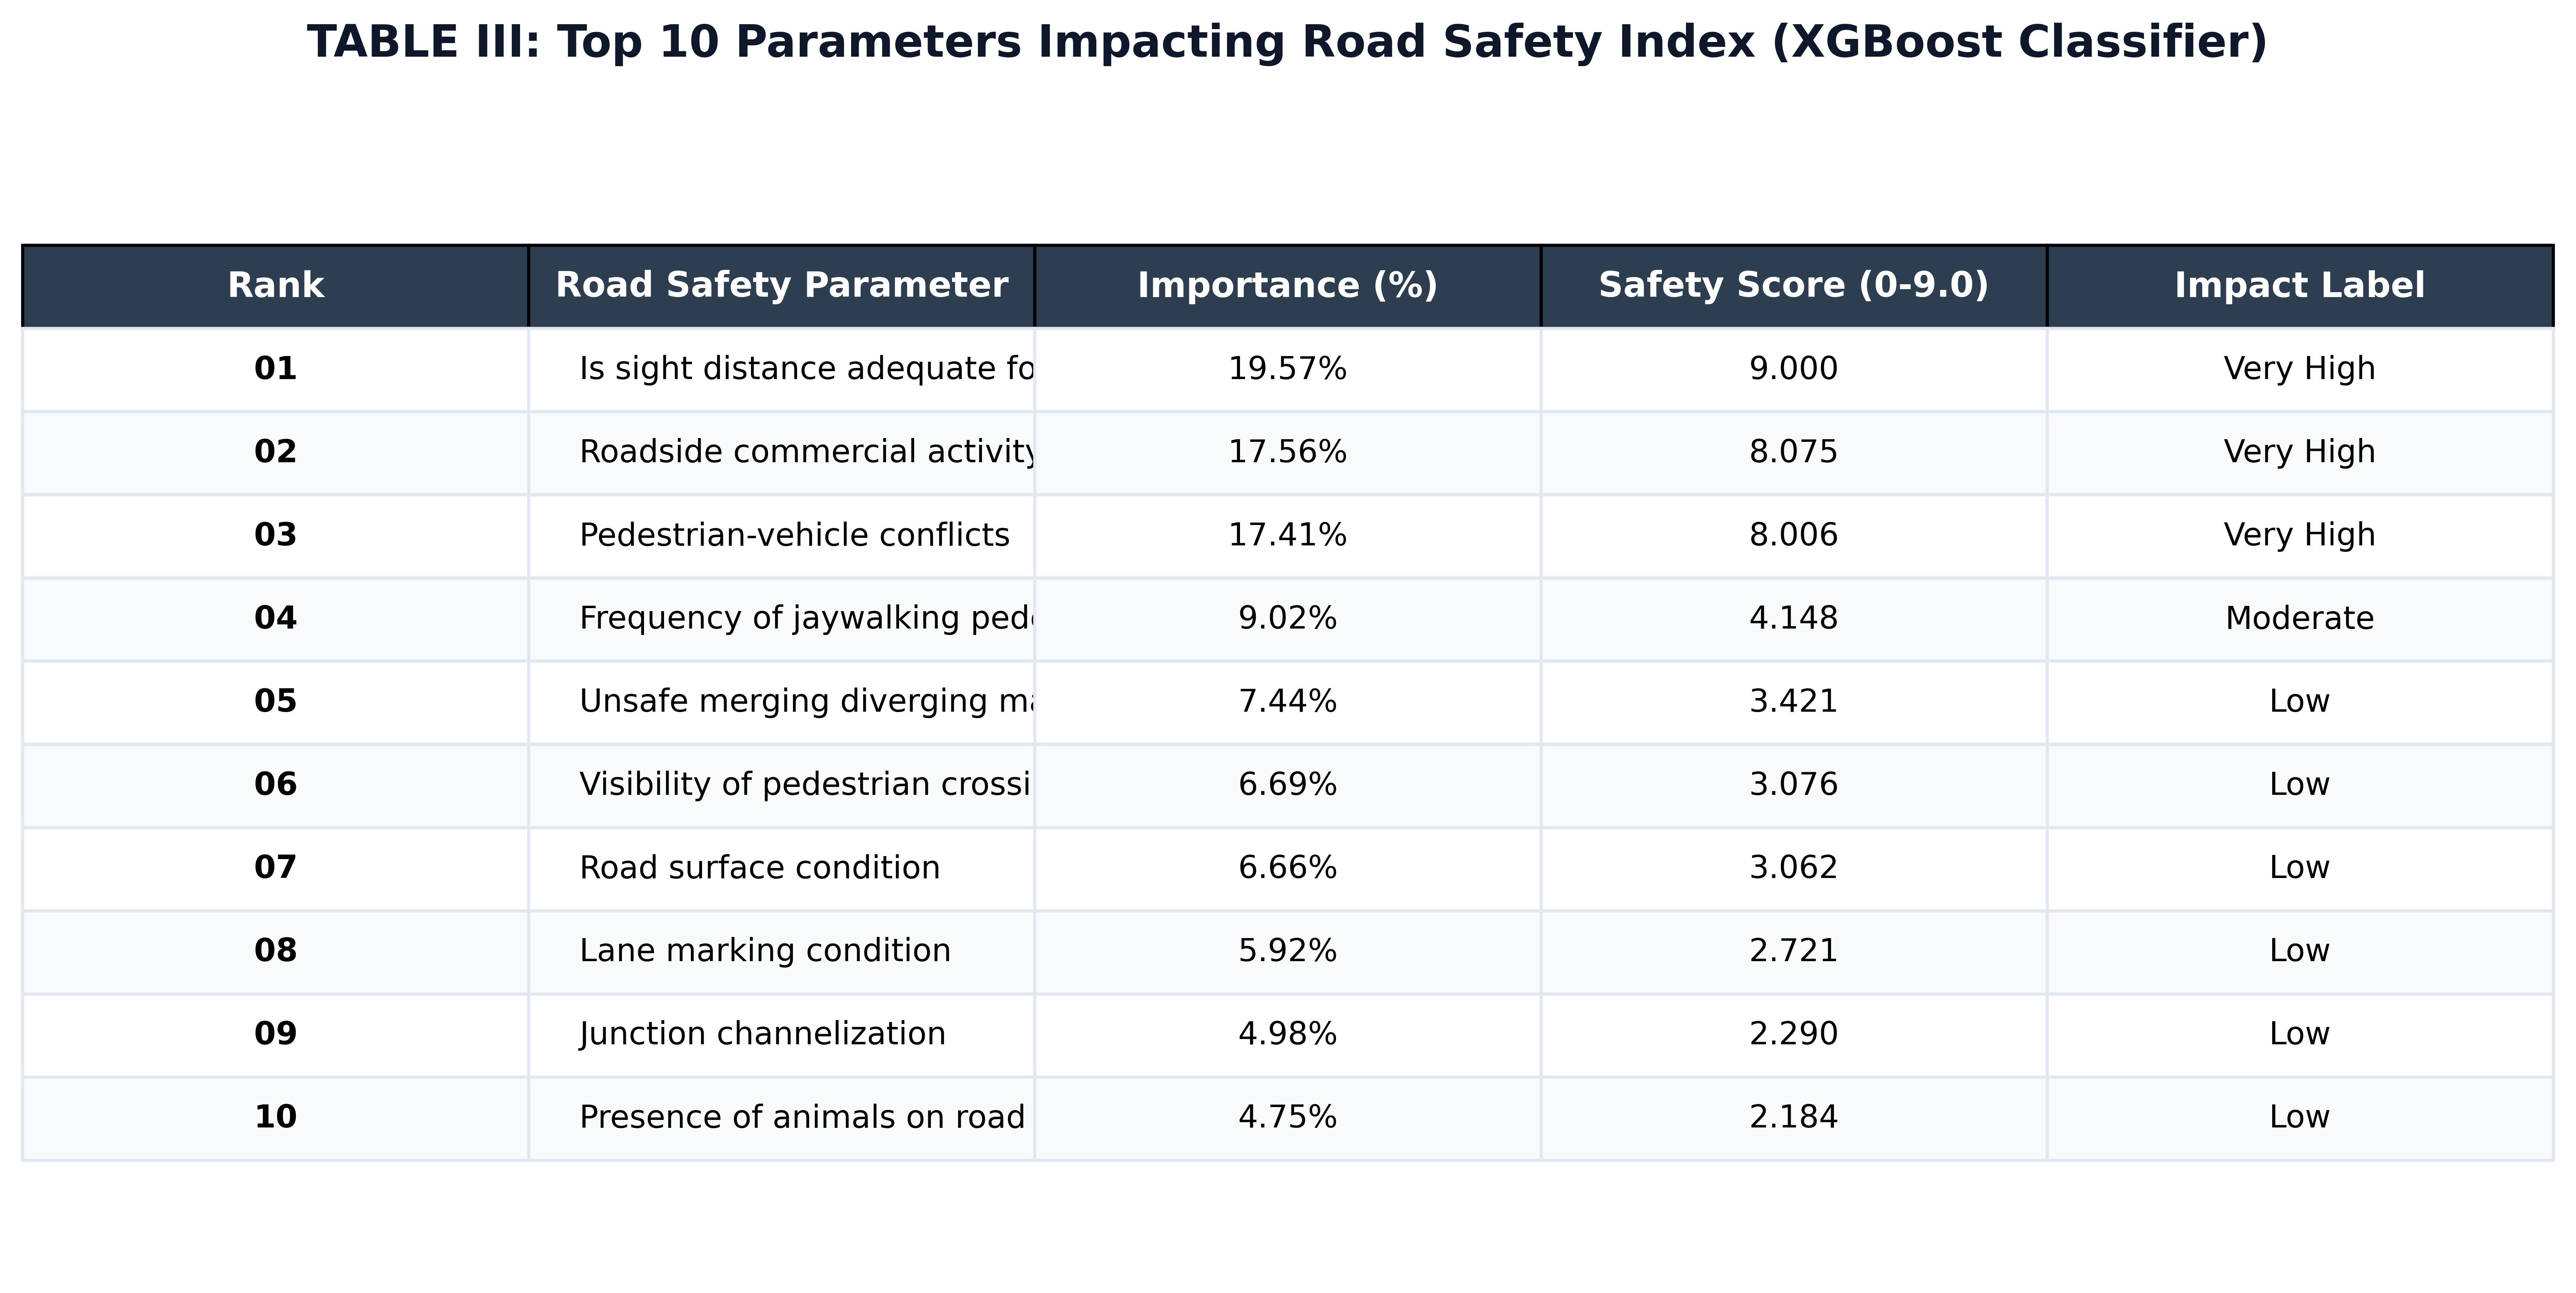 TABLE III: Top 10 Parameters Impacting Road Safety Index (XGBoost Classifier)
Rank Road Safety Parameter Importance (%) Safety Score (0-9.0) Impact Label
01 Is sight distance adequate fo 19.57% 9.000 Very High
02 Roadside commercial activity 17.56% 8.075 Very High
03 Pedestrian-vehicle conflicts 17.41% 8.006 Very High
04 Frequency of jaywalking pede 9.02% 4.148 Moderate
05 Unsafe merging diverging ma 7.44% 3.421 Low
06 Visibility of pedestrian crossi 6.69% 3.076 Low
07 Road surface condition 6.66% 3.062 Low
08 Lane marking condition 5.92% 2.721 Low
09 Junction channelization 4.98% 2.290 Low
10 Presence of animals on road 4.75% 2.184 Low